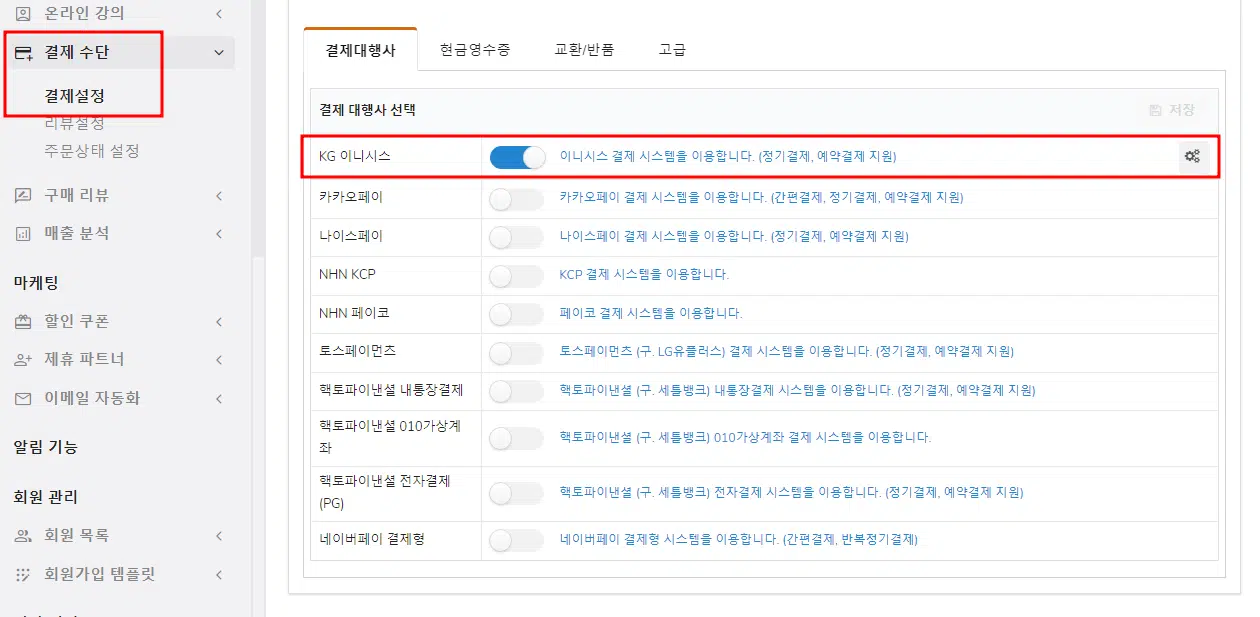 온라인 강의
결제 수단
결제설정
리뷰설정
주문상태 설정
구매 리뷰
매출 분석
마케팅
할인 쿠폰
제휴 파트너
이메일 자동화
알림 기능
회원 관리
회원 목록
회원가입 템플릿
결제대행사 현금영수증 교환/반품 고급
결제 대행사 선택 저장
KG 이니시스 이니시스 결제 시스템을 이용합니다. (정기결제, 예약결제 지원)
카카오페이 카카오페이 결제 시스템을 이용합니다. (간편결제, 정기결제, 예약결제 지원)
나이스페이 나이스페이 결제 시스템을 이용합니다. (정기결제, 예약결제 지원)
NHN KCP KCP 결제 시스템을 이용합니다.
NHN 페이코 페이코 결제 시스템을 이용합니다.
토스페이먼츠 토스페이먼츠 (구. LG유플러스) 결제 시스템을 이용합니다. (정기결제, 예약결제 지원)
핵토파이낸셜 내통장결제 핵토파이낸셜 (구. 세틀뱅크) 내통장결제 시스템을 이용합니다. (정기결제, 예약결제 지원)
핵토파이낸셜 010가상계
좌
핵토파이낸셜 (구. 세틀뱅크) 010가상계좌 결제 시스템을 이용합니다.
핵토파이낸셜 전자결제
(PG)
핵토파이낸셜 (구. 세틀뱅크) 전자결제 시스템을 이용합니다. (정기결제, 예약결제 지원)
네이버페이 결제형 네이버페이 결제형 시스템을 이용합니다. (간편결제, 반복정기결제)